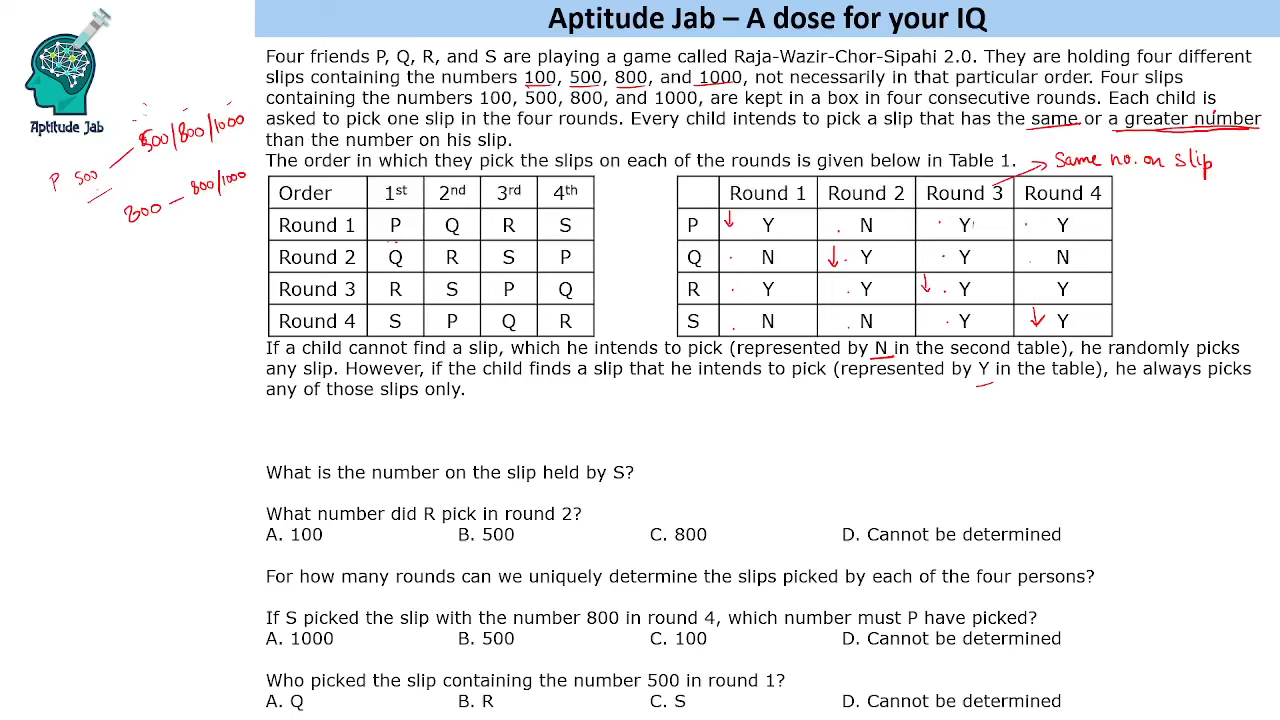 Aptitude Jab – A dose for your IQ
Aptitude Jab
Four friends P, Q, R, and S are playing a game called Raja-Wazir-Chor-Sipahi 2.0. They are holding four different
slips containing the numbers 100, 500, 800, and 1000, not necessarily in that particular order. Four slips
containing the numbers 100, 500, 800, and 1000, are kept in a box in four consecutive rounds. Each child is
asked to pick one slip in the four rounds. Every child intends to pick a slip that has the same or a greater number
than the number on his slip.
The order in which they pick the slips on each of the rounds is given below in Table 1.
Same no. on slip
P 500
500/800/1000
800 – 800/1000
Order 1st 2nd 3rd 4th
Round 1 P Q R S
Round 2 Q R S P
Round 3 R S P Q
Round 4 S P Q R
Round 1 Round 2 Round 3 Round 4
P Y N Y Y
Q N Y Y N
R Y Y Y Y
S N N Y Y
If a child cannot find a slip, which he intends to pick (represented by N in the second table), he randomly picks
any slip. However, if the child finds a slip that he intends to pick (represented by Y in the table), he always picks
any of those slips only.
What is the number on the slip held by S?
What number did R pick in round 2?
A. 100 B. 500 C. 800 D. Cannot be determined
For how many rounds can we uniquely determine the slips picked by each of the four persons?
If S picked the slip with the number 800 in round 4, which number must P have picked?
A. 1000 B. 500 C. 100 D. Cannot be determined
Who picked the slip containing the number 500 in round 1?
A. Q B. R C. S D. Cannot be determined